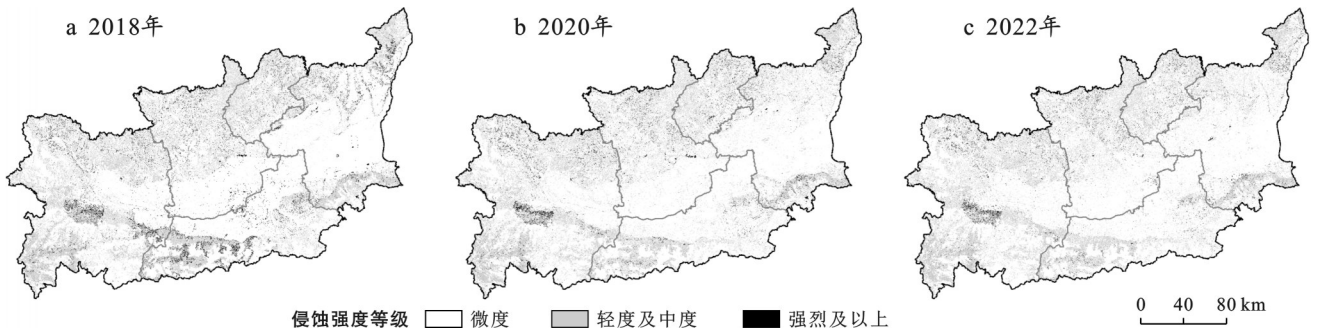 a 2018年
b 2020年
c 2022年
侵蚀强度等级 微度 轻度及中度 强烈及以上
0 40 80 km